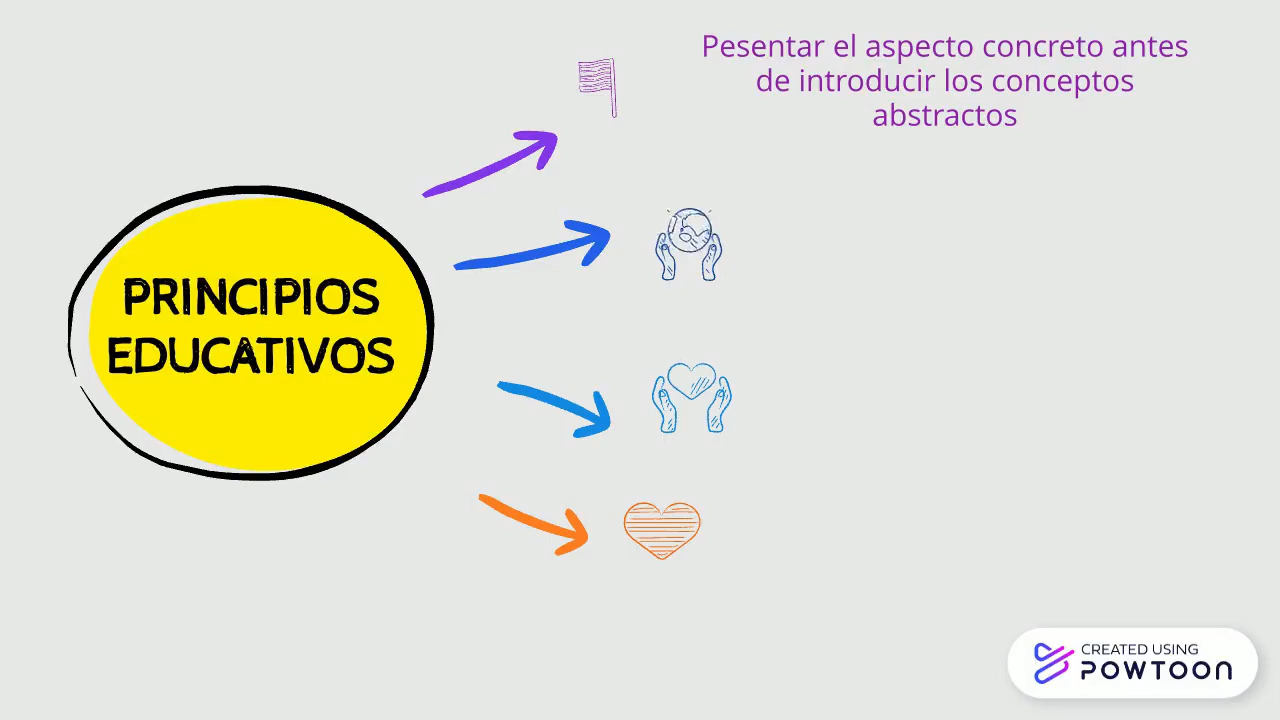 Pesentar el aspecto concreto antes
de introducir los conceptos
abstractos
PRINCIPIOS
EDUCATIVOS
CREATED USING
POWTOON